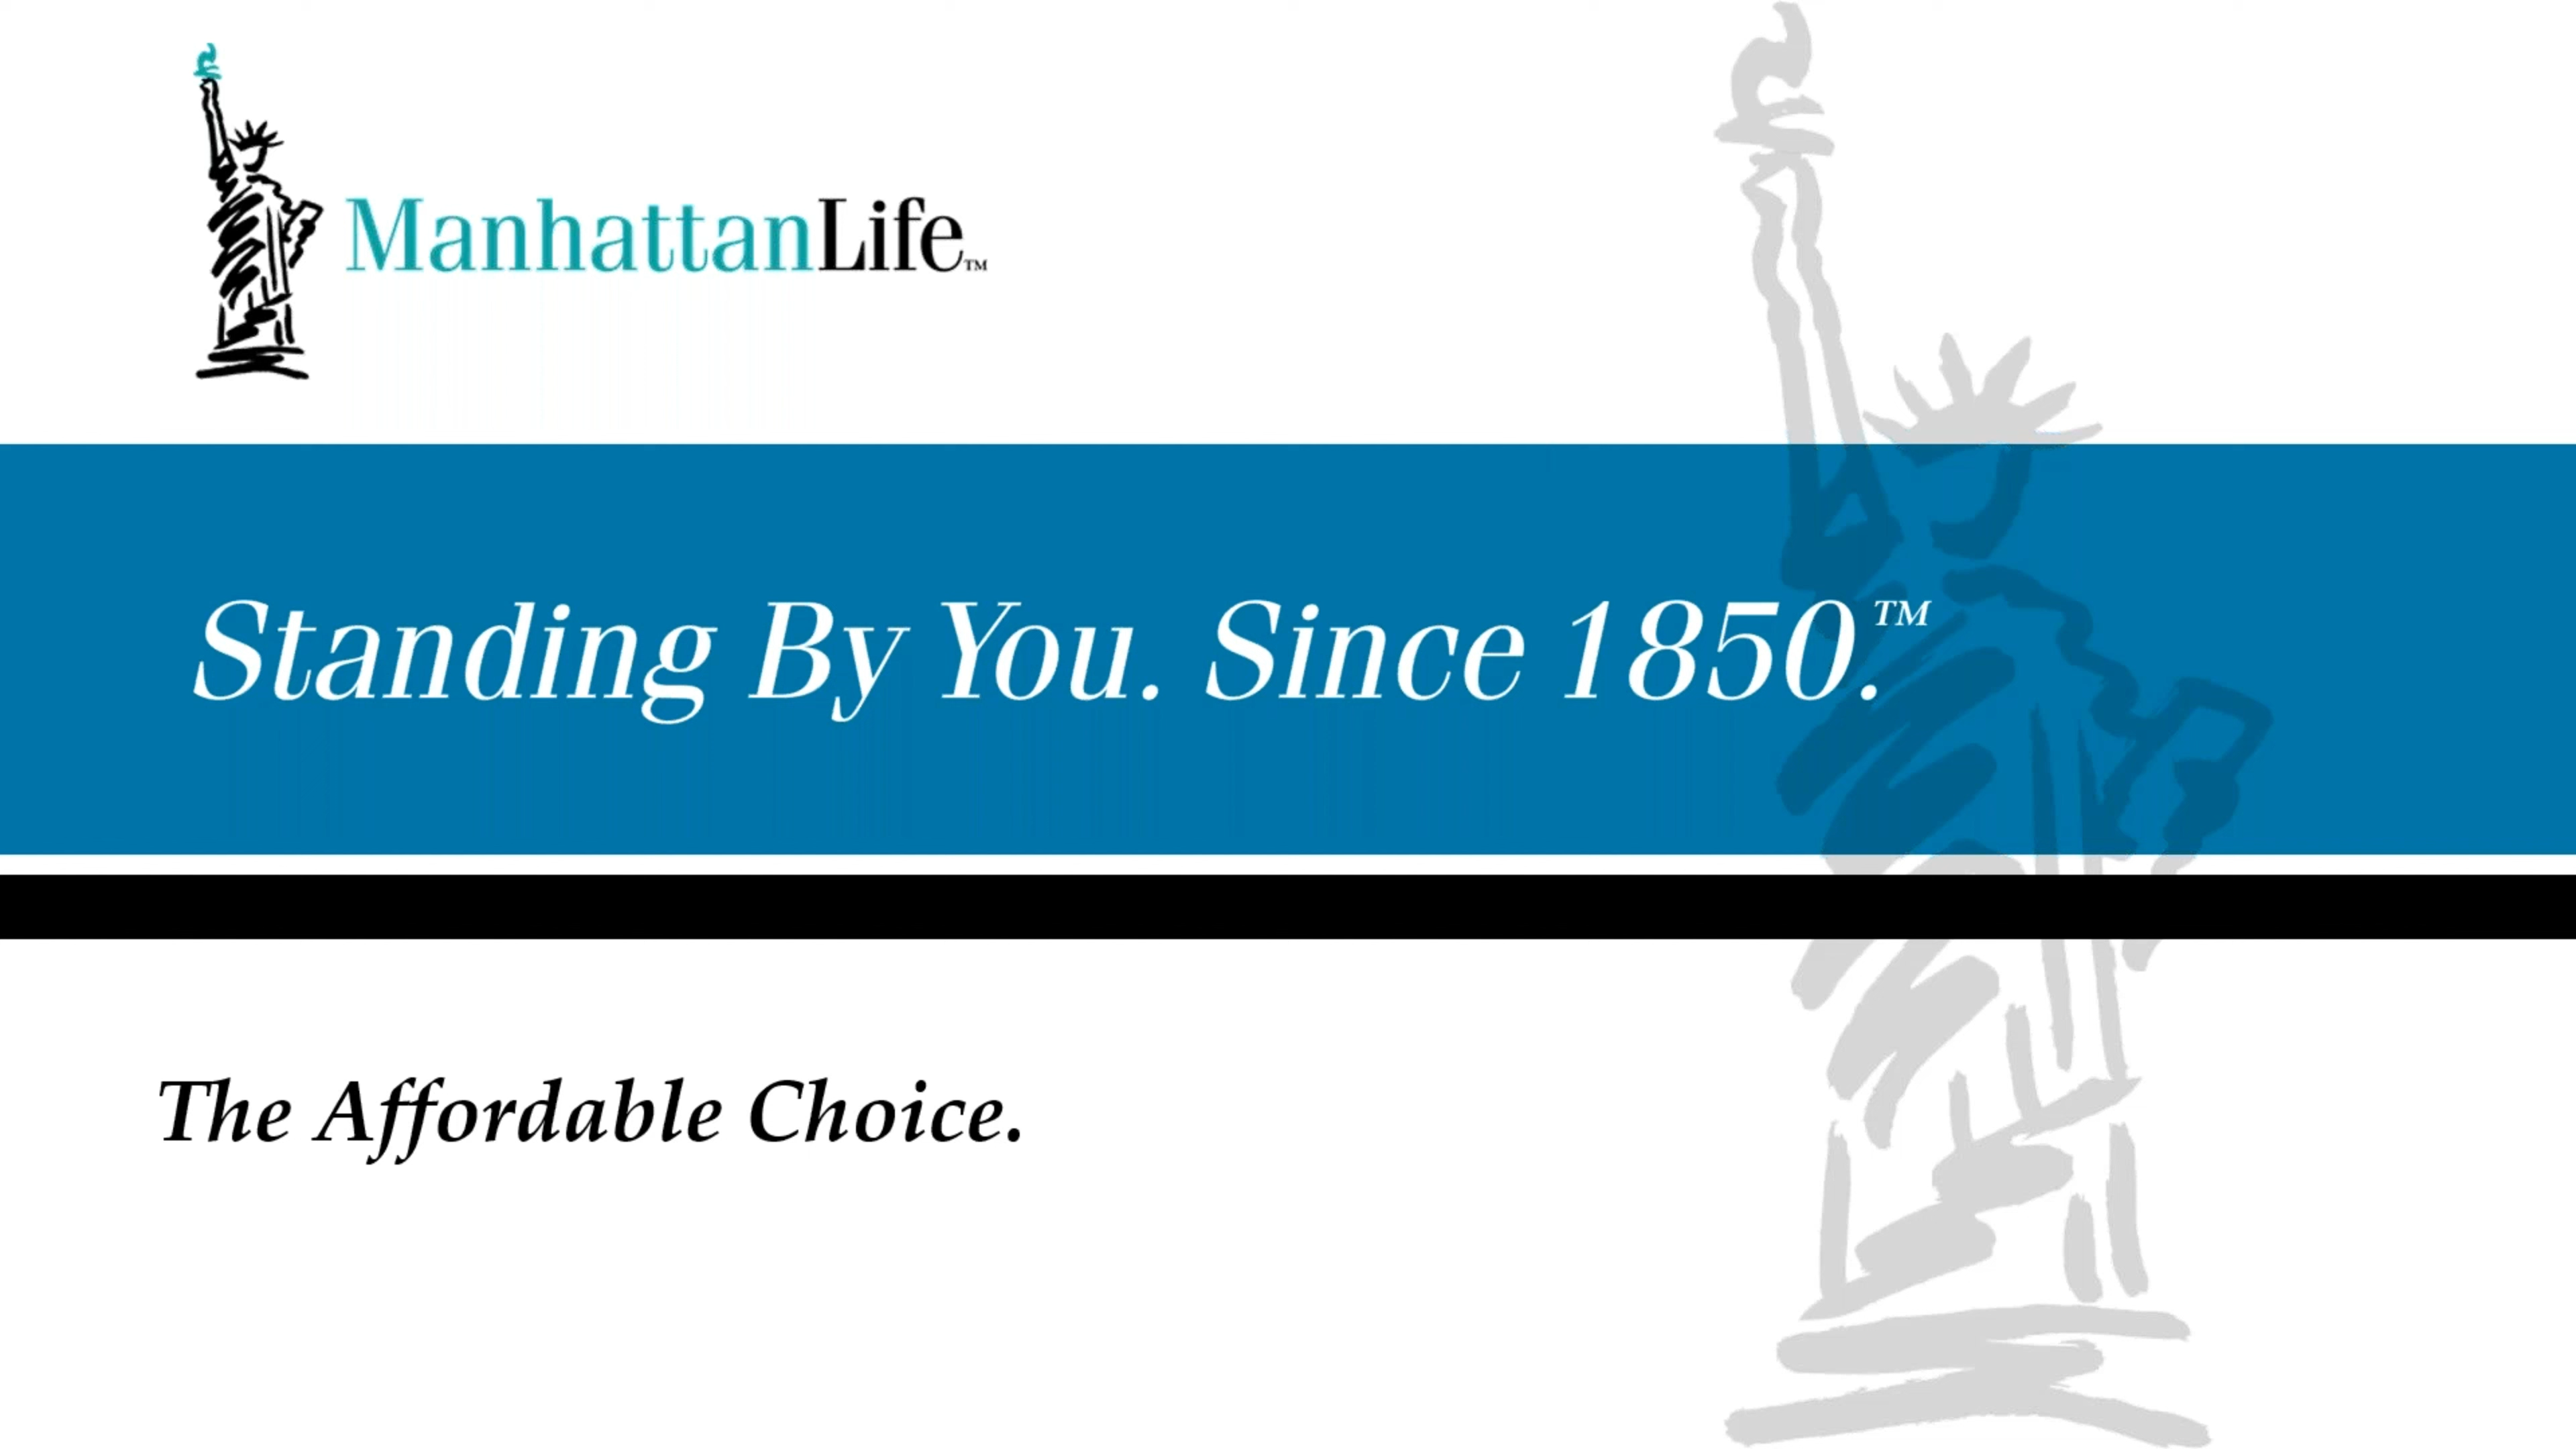 ManhattanLife™
Standing By You. Since 1850.™
The Affordable Choice.